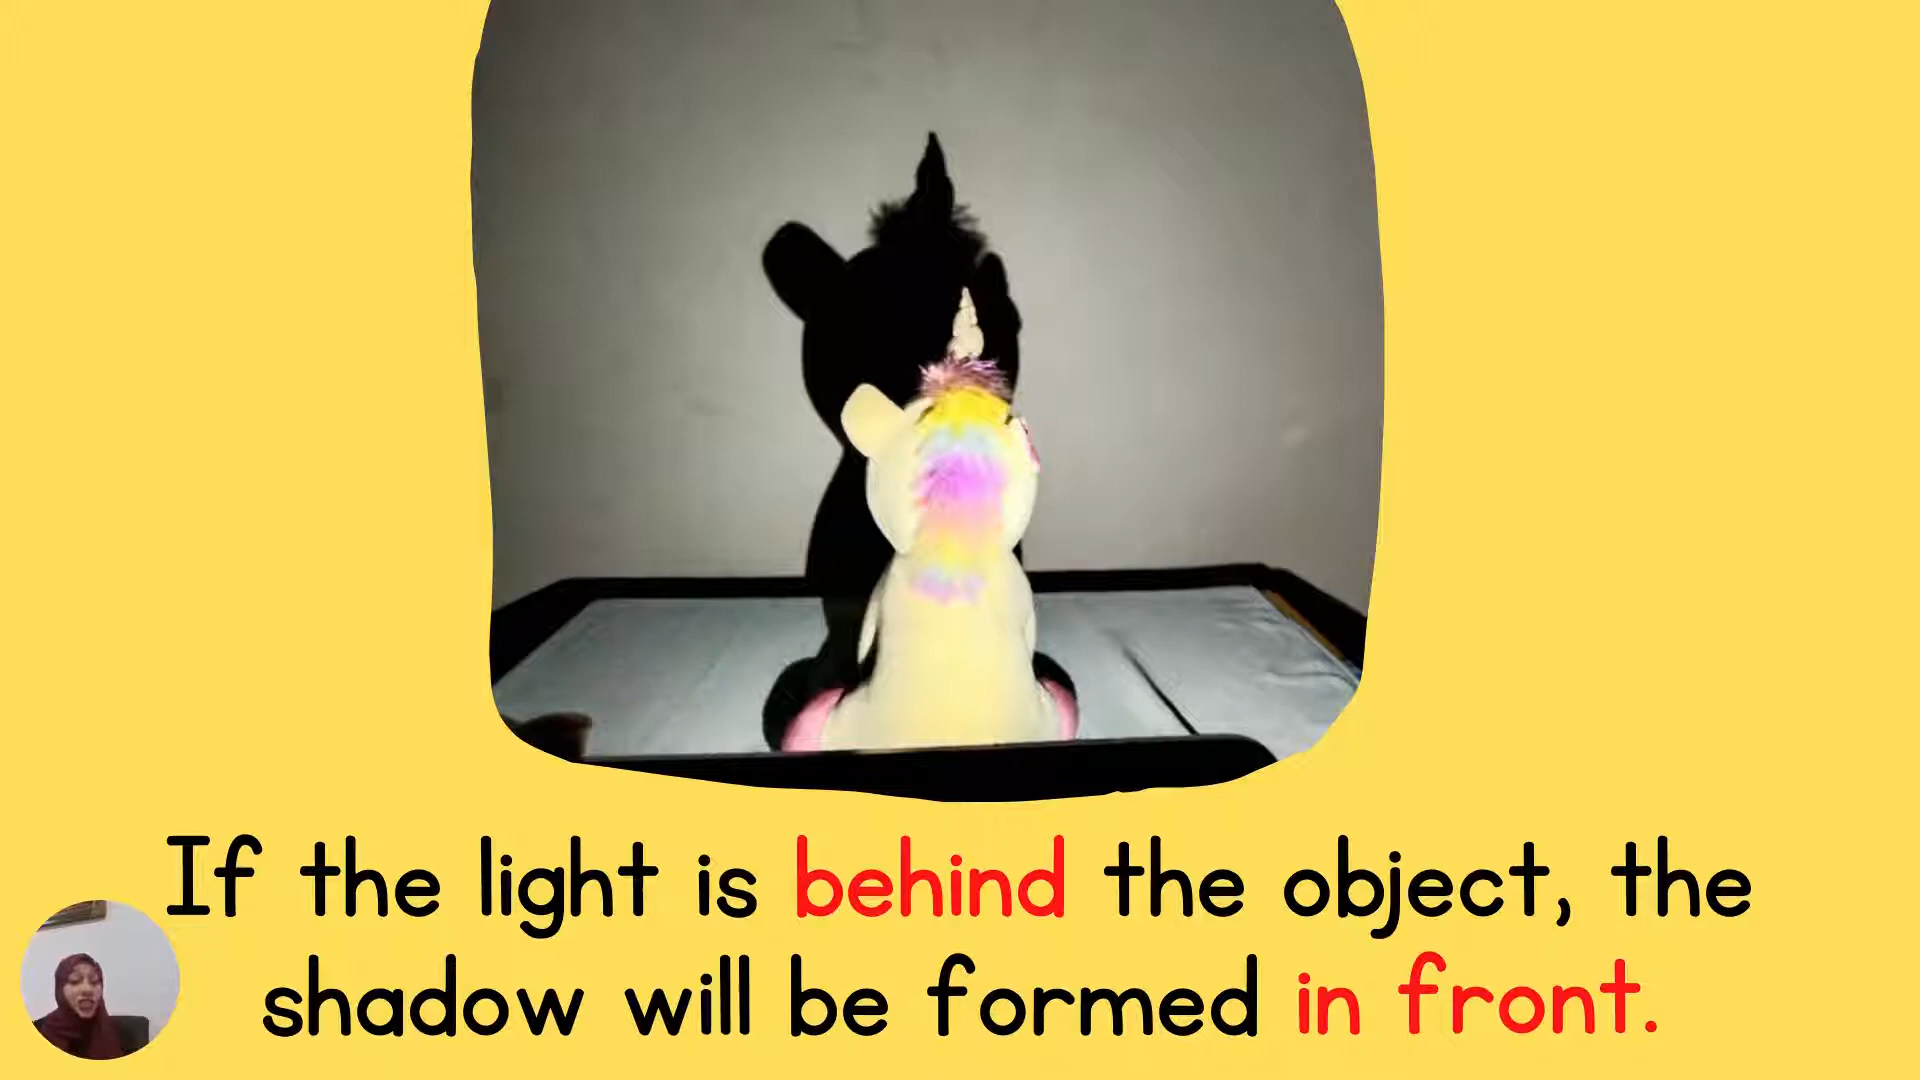 If the light is behind the object, the
shadow will be formed in front.